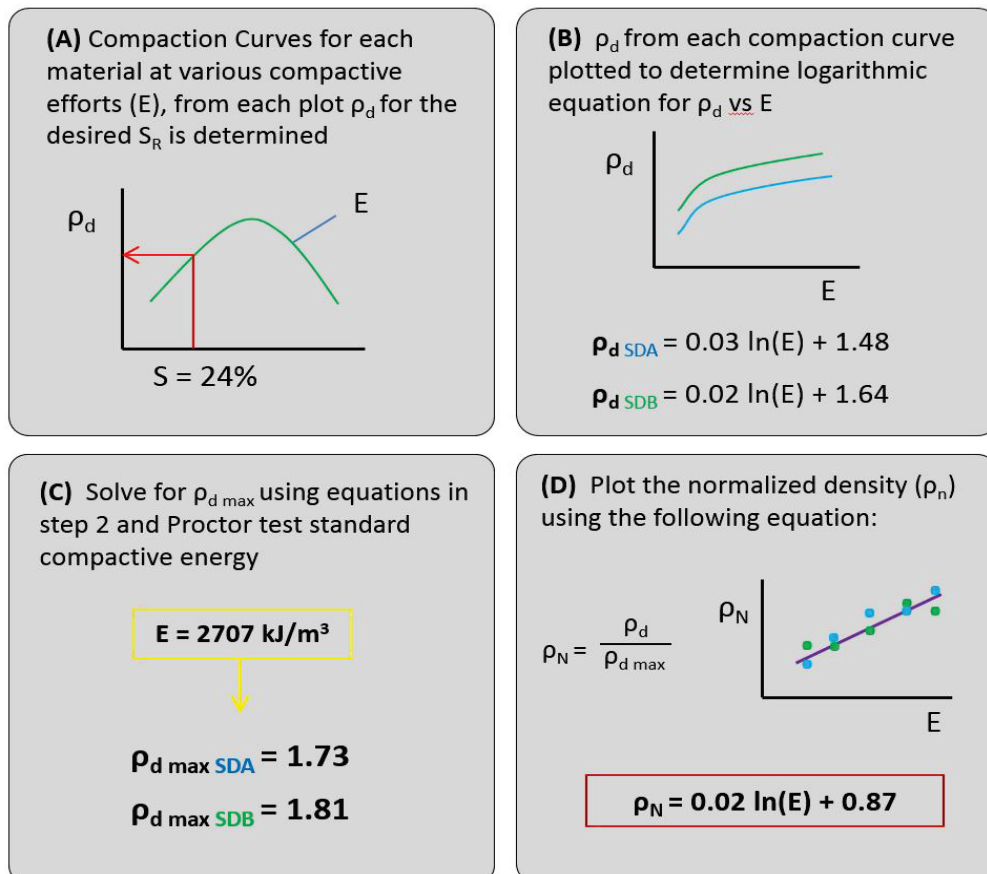 (A) Compaction Curves for each
material at various compactive
efforts (E), from each plot ρd for the
desired SR is determined
ρd
E
S = 24%
(B) ρd from each compaction curve
plotted to determine logarithmic
equation for ρd vs E
ρd
E
ρd SDA = 0.03 ln(E) + 1.48
ρd SDB = 0.02 ln(E) + 1.64
(C) Solve for ρd max using equations in
step 2 and Proctor test standard
compactive energy
E = 2707 kJ/m³
ρd max SDA = 1.73
ρd max SDB = 1.81
(D) Plot the normalized density (ρn)
using the following equation:
ρN = ρd / ρd max
ρN
E
ρN = 0.02 ln(E) + 0.87